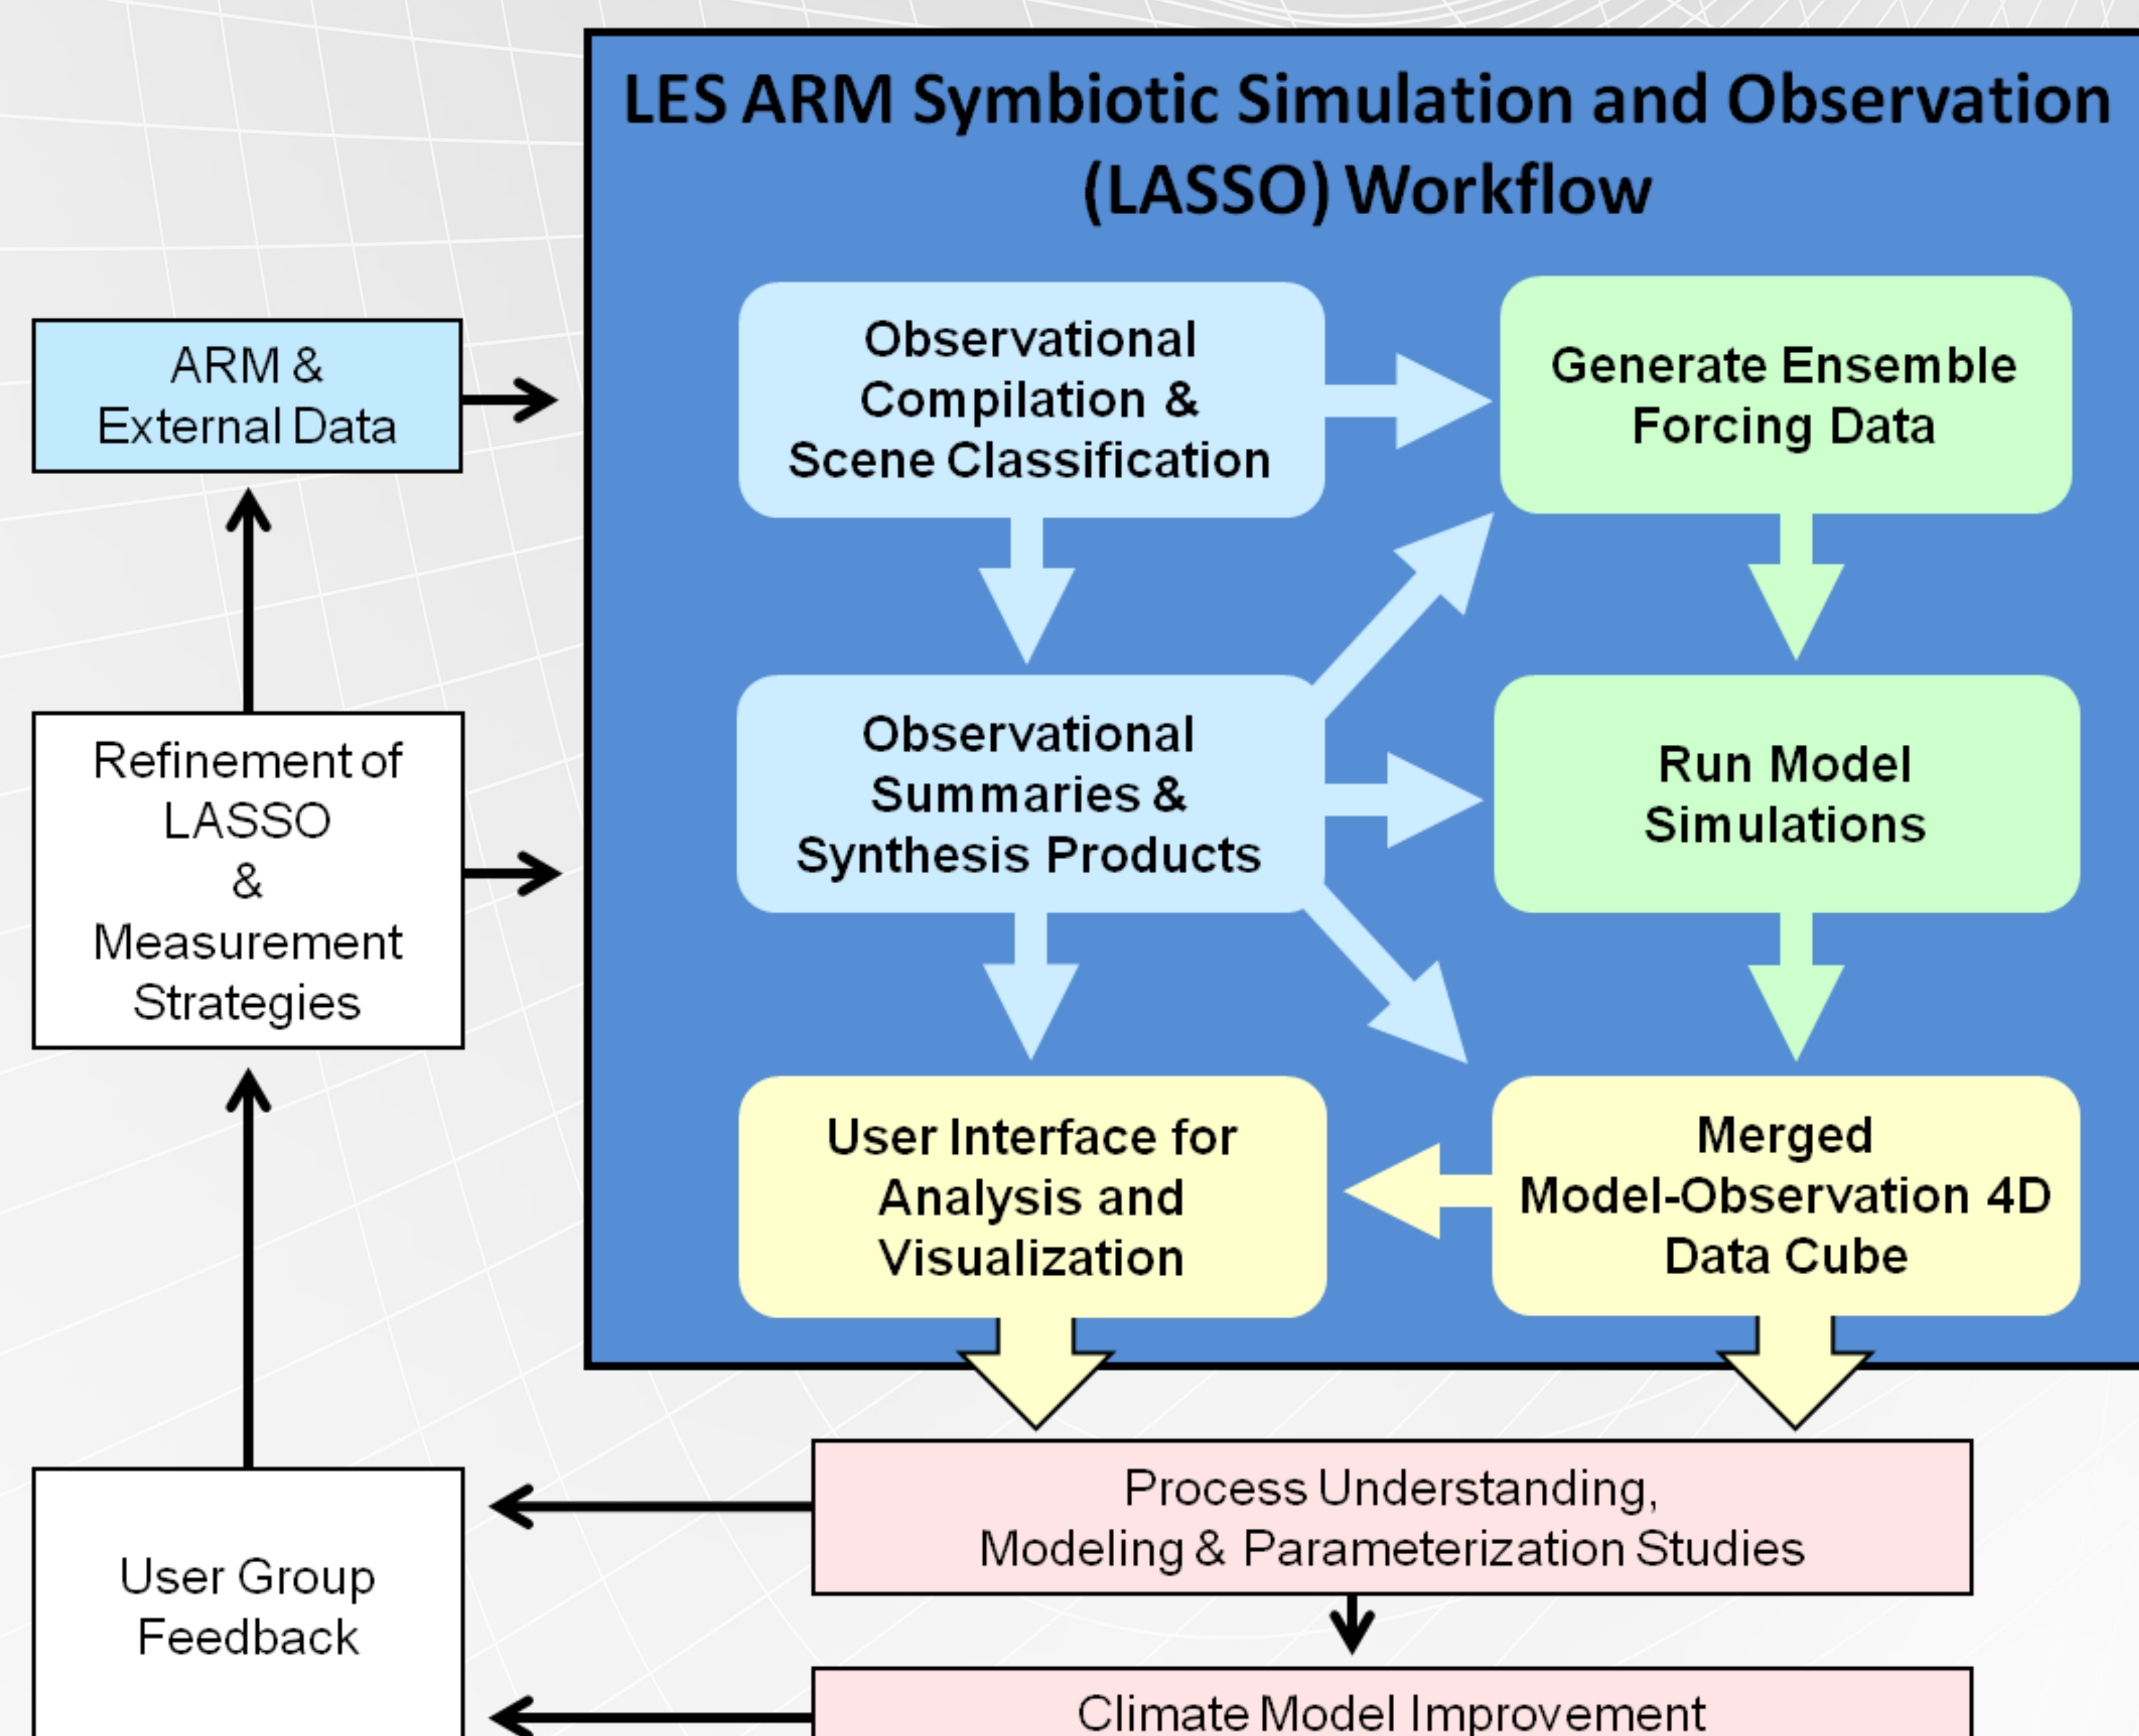 LES ARM Symbiotic Simulation and Observation
(LASSO) Workflow
ARM &
External Data
Observational
Compilation &
Scene Classification
Generate Ensemble
Forcing Data
Refinement of
LASSO
&
Measurement
Strategies
Observational
Summaries &
Synthesis Products
Run Model
Simulations
User Interface for
Analysis and
Visualization
Merged
Model-Observation 4D
Data Cube
Process Understanding,
Modeling & Parameterization Studies
User Group
Feedback
Climate Model Improvement